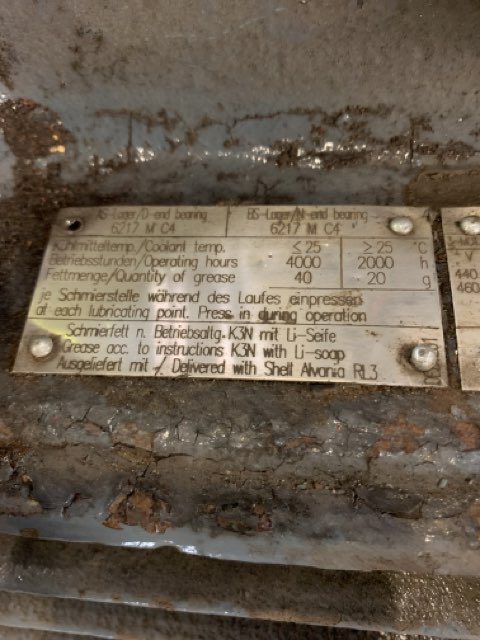 AS-Lager/D-end bearing BS-Lager/N-end bearing
6217 M C4 6217 M C4
Kühlmitteltemp./Coolant temp. ≤ 25 ≥ 25 °C
Betriebsstunden/Operating hours 4000 2000 h
Fettmenge/Quantity of grease 40 20 g
je Schmierstelle während des Laufes einpressen
at each lubricating point. Press in during operation
Schmierfett n. Betriebsaltg. K3N mit Li-Seife
Grease acc. to instructions K3N with Li-soap
Ausgeliefert mit / Delivered with Shell Alvania RL3
V
440
460